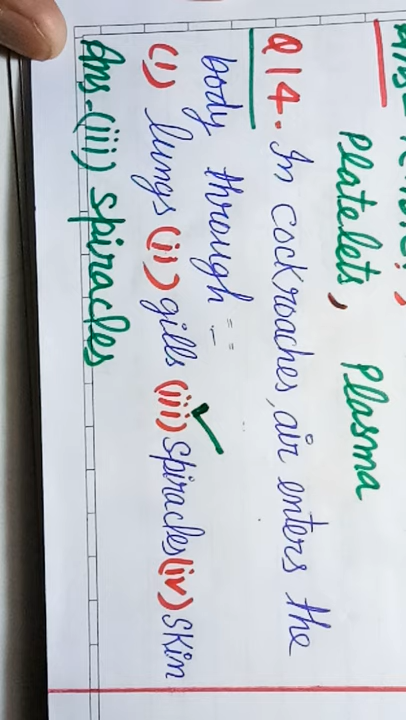 Platelets, Plasma
Q14. In cockroaches, air enters the
body through
(i) lungs (ii) gills (iii) spiracles (iv) skin
Ans. (iii) spiracles